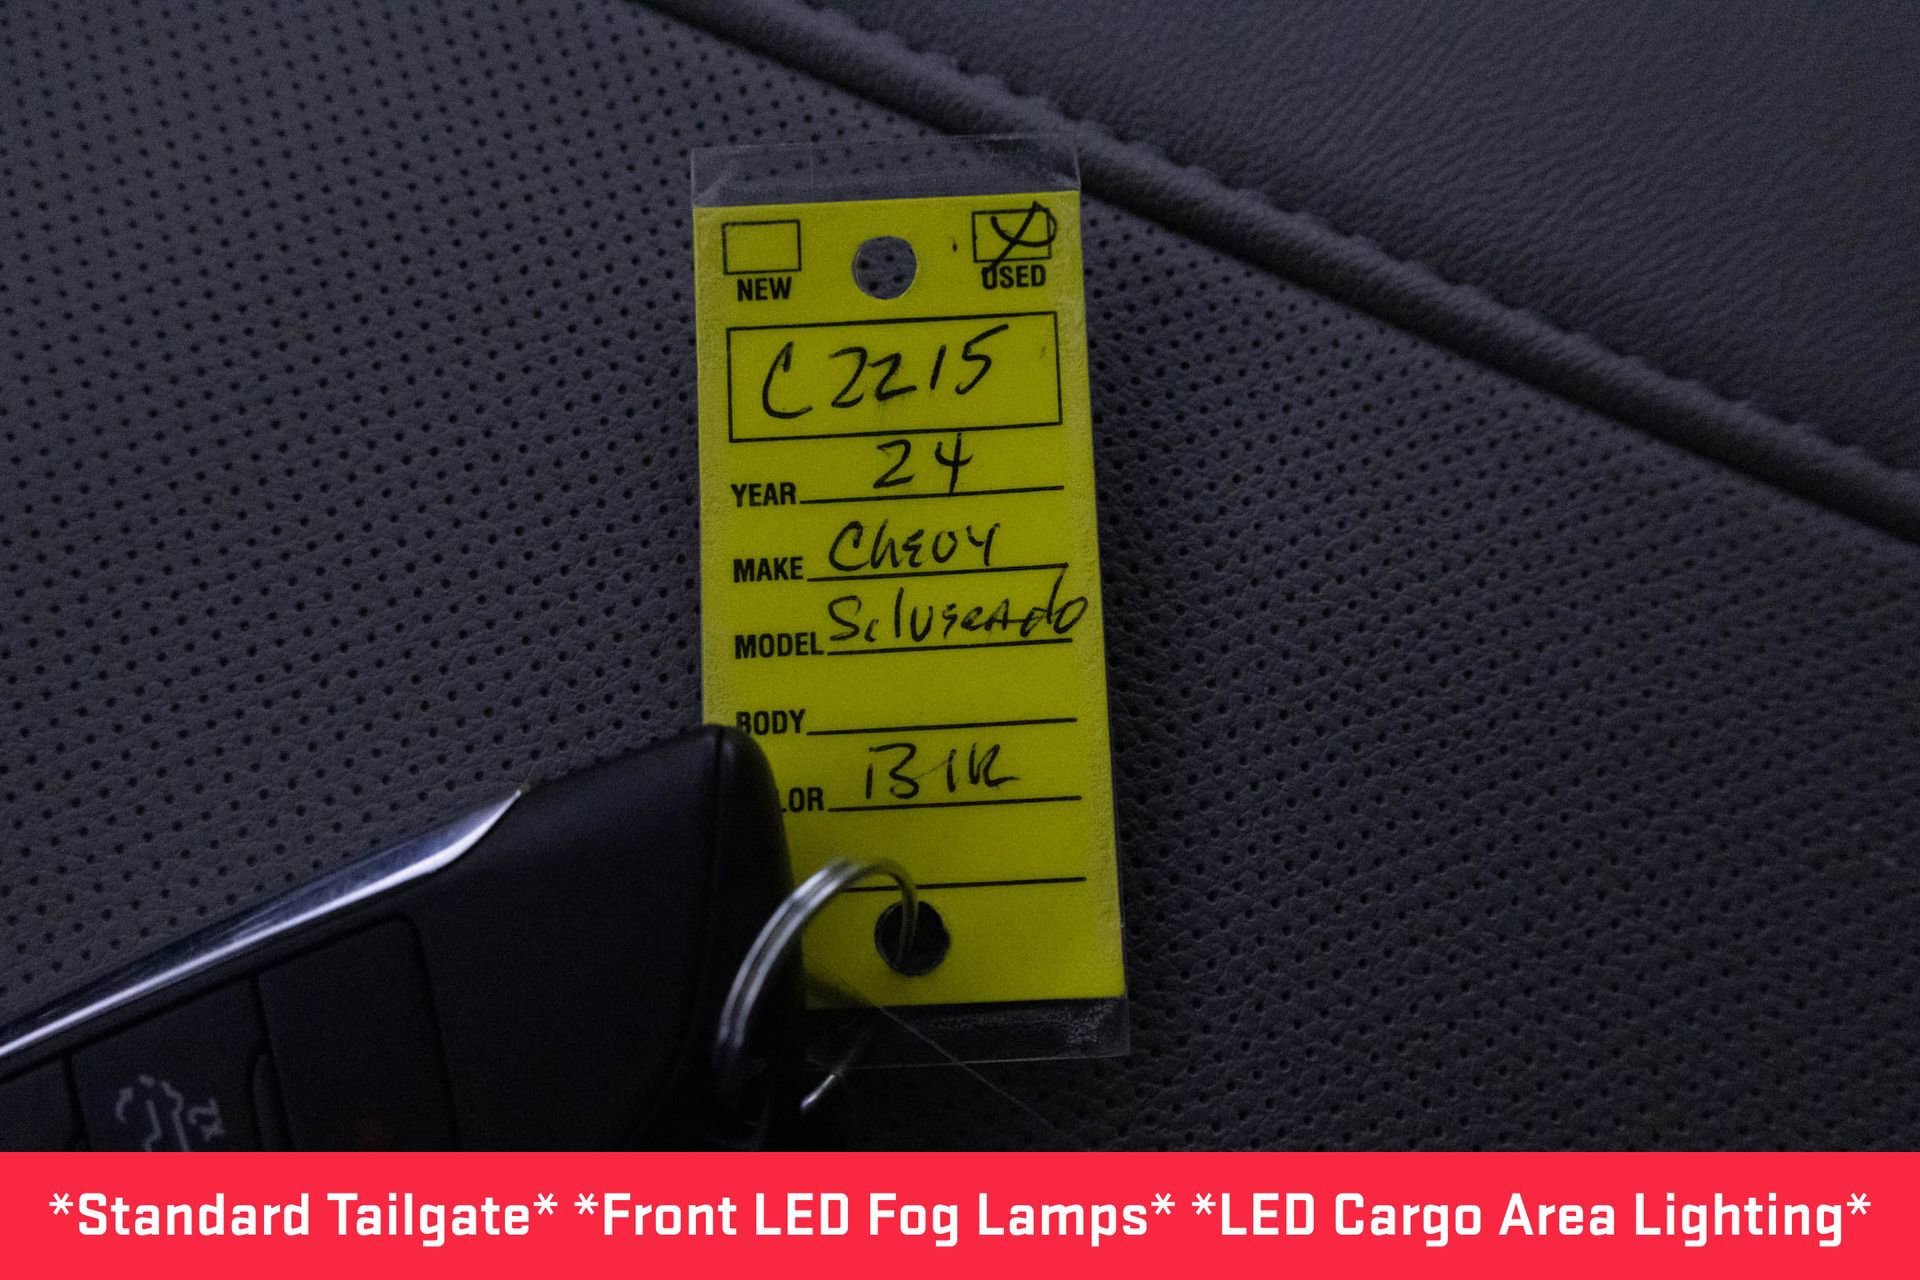 NEW USED
C2215
YEAR 24
MAKE Chevy
MODEL Silverado
BODY
LOR Blk
*Standard Tailgate* *Front LED Fog Lamps* *LED Cargo Area Lighting*